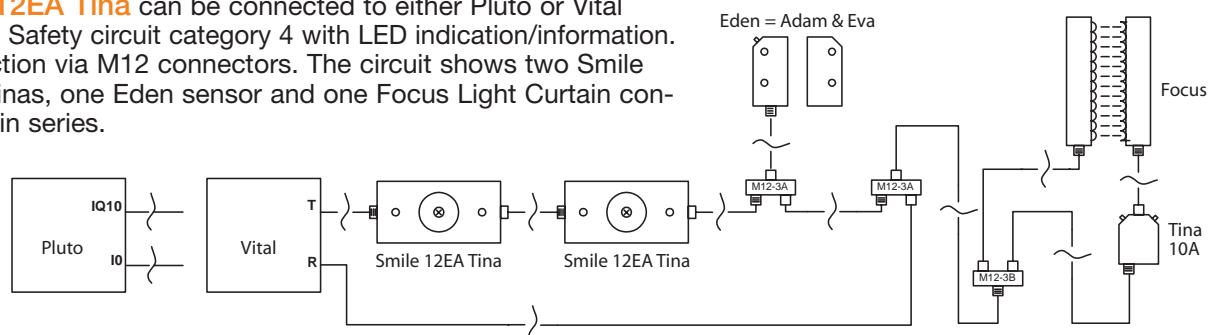 12EA Tina can be connected to either Pluto or Vital
Safety circuit category 4 with LED indication/information.
ction via M12 connectors. The circuit shows two Smile
inas, one Eden sensor and one Focus Light Curtain con-
in series.
Eden = Adam & Eva
Focus
M12-3A
M12-3A
IQ10
T
Pluto
Vital
I0
R
Smile 12EA Tina
Smile 12EA Tina
Tina
10A
M12-3B